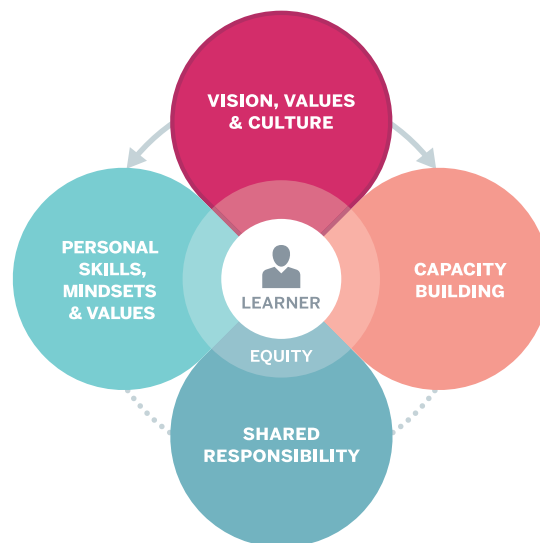 VISION, VALUES
& CULTURE
PERSONAL
SKILLS,
MINDSETS
& VALUES
LEARNER
CAPACITY
BUILDING
EQUITY
SHARED
RESPONSIBILITY